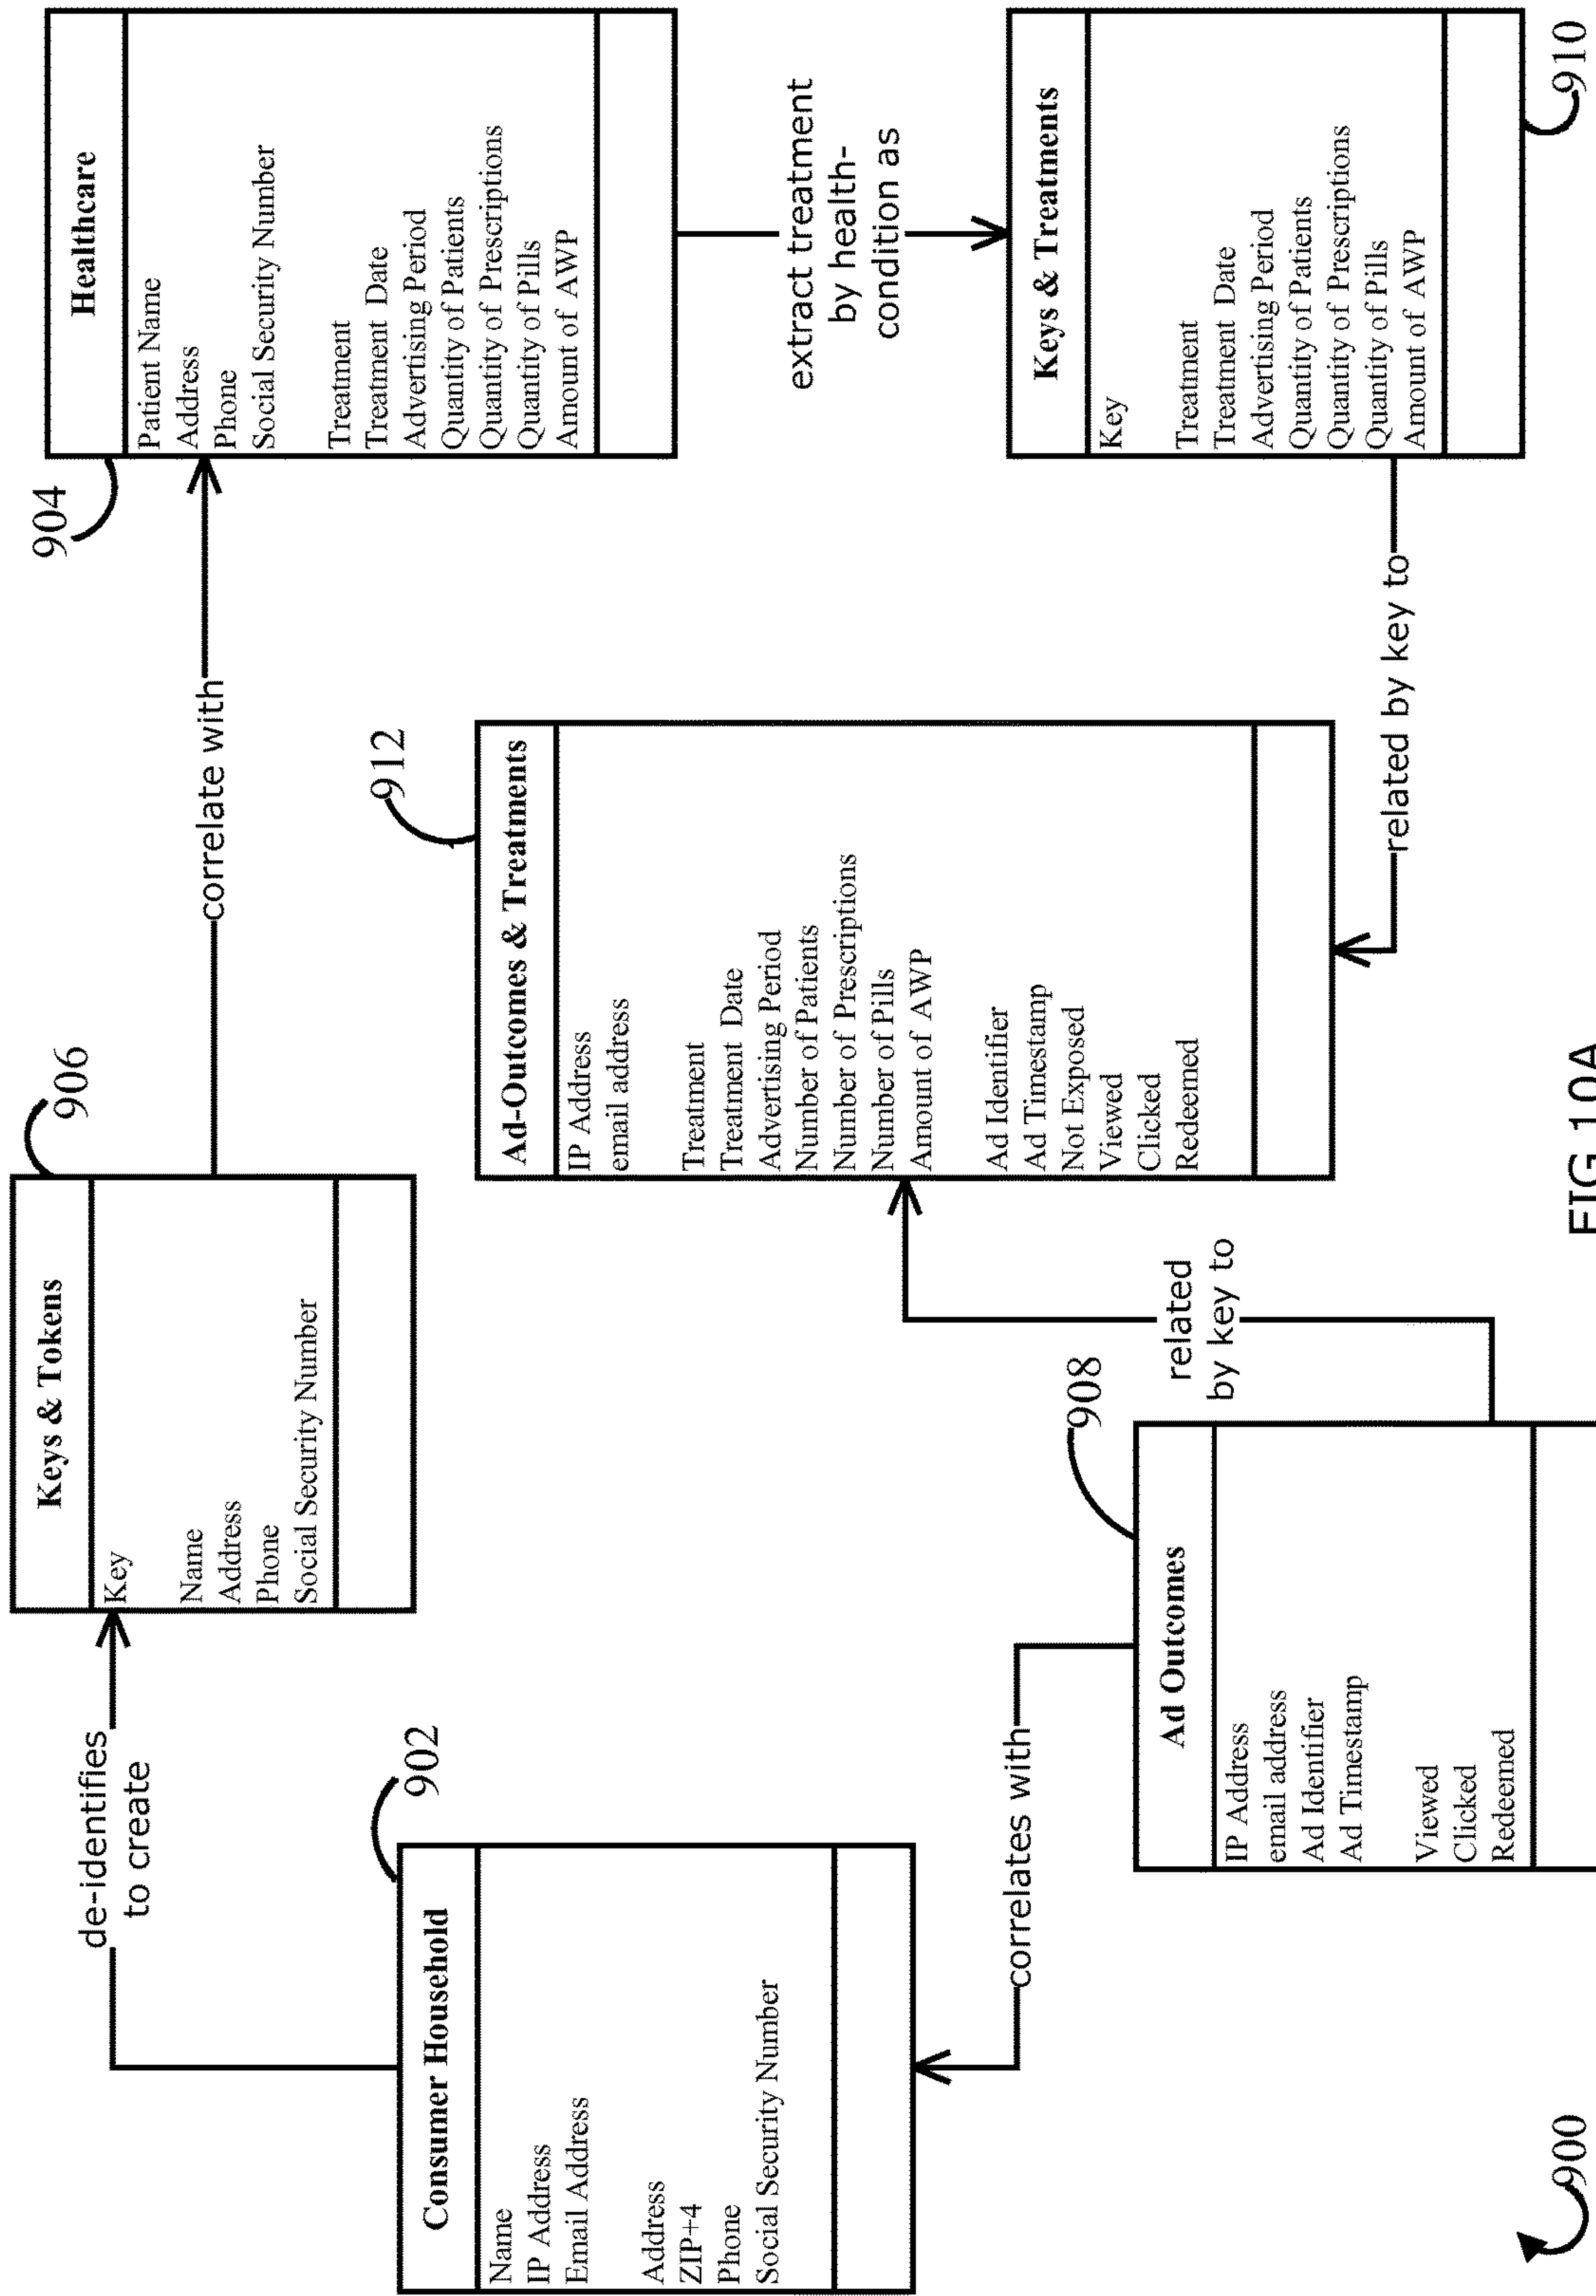 906
Keys & Tokens
Key
Name
Address
Phone
Social Security Number
de-identifies
to create
correlate with
904
Healthcare
Patient Name
Address
Phone
Social Security Number
Treatment
Treatment Date
Advertising Period
Quantity of Patients
Quantity of Prescriptions
Quantity of Pills
Amount of AWP
902
Consumer Household
Name
IP Address
Email Address
Address
ZIP+4
Phone
Social Security Number
912
Ad-Outcomes & Treatments
IP Address
email address
Treatment
Treatment Date
Advertising Period
Number of Patients
Number of Prescriptions
Number of Pills
Amount of AWP
Ad Identifier
Ad Timestamp
Not Exposed
Viewed
Clicked
Redeemed
extract treatment
by health-
condition as
correlates with
908
Ad Outcomes
IP Address
email address
Ad Identifier
Ad Timestamp
Viewed
Clicked
Redeemed
related
by key to
Keys & Treatments
Key
Treatment
Treatment Date
Advertising Period
Quantity of Patients
Quantity of Prescriptions
Quantity of Pills
Amount of AWP
910
related by key to
900
FIG 10A